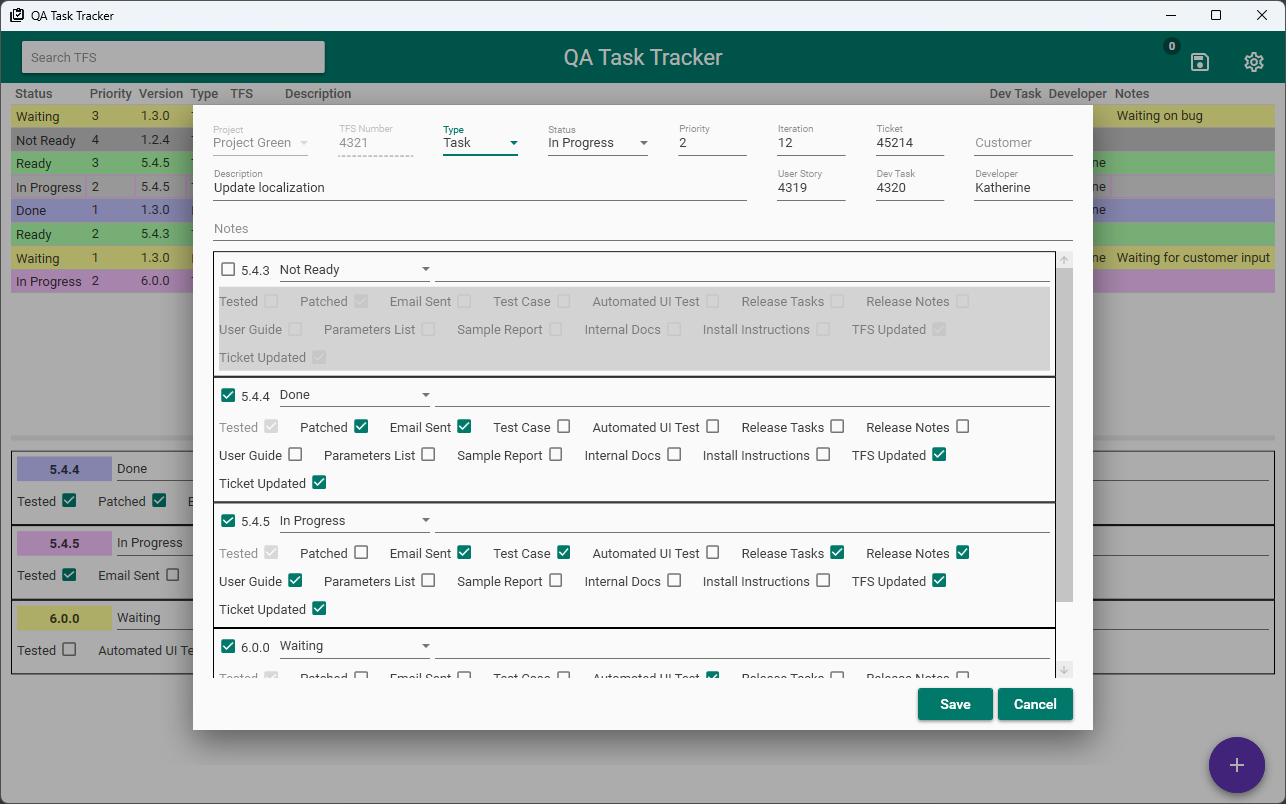 QA Task Tracker
Search TFS
QA Task Tracker
0
Status Priority Version Type TFS Description Dev Task Developer Notes
Waiting 3 1.3.0 Waiting on bug
Not Ready 4 1.2.4
Ready 3 5.4.5 ne
In Progress 2 5.4.5 ne
Done 1 1.3.0 ne
Ready 2 5.4.3
Waiting 1 1.3.0 ne Waiting for customer input
In Progress 2 6.0.0
Project TFS Number Type Status Priority Iteration Ticket
Project Green 4321 Task In Progress 2 12 45214 Customer
Description User Story Dev Task Developer
Update localization 4319 4320 Katherine
Notes
5.4.3 Not Ready
Tested Patched Email Sent Test Case Automated UI Test Release Tasks Release Notes
User Guide Parameters List Sample Report Internal Docs Install Instructions TFS Updated
Ticket Updated
5.4.4 Done
Tested Patched Email Sent Test Case Automated UI Test Release Tasks Release Notes
User Guide Parameters List Sample Report Internal Docs Install Instructions TFS Updated
Ticket Updated
5.4.5 In Progress
Tested Patched Email Sent Test Case Automated UI Test Release Tasks Release Notes
User Guide Parameters List Sample Report Internal Docs Install Instructions TFS Updated
Ticket Updated
6.0.0 Waiting
Tested Patched Email Sent Test Case Automated UI Test Release Tasks Release Notes
Save Cancel
5.4.4 Done
Tested Patched E
5.4.5 In Progress
Tested Email Sent
6.0.0 Waiting
Tested Automated UI Te